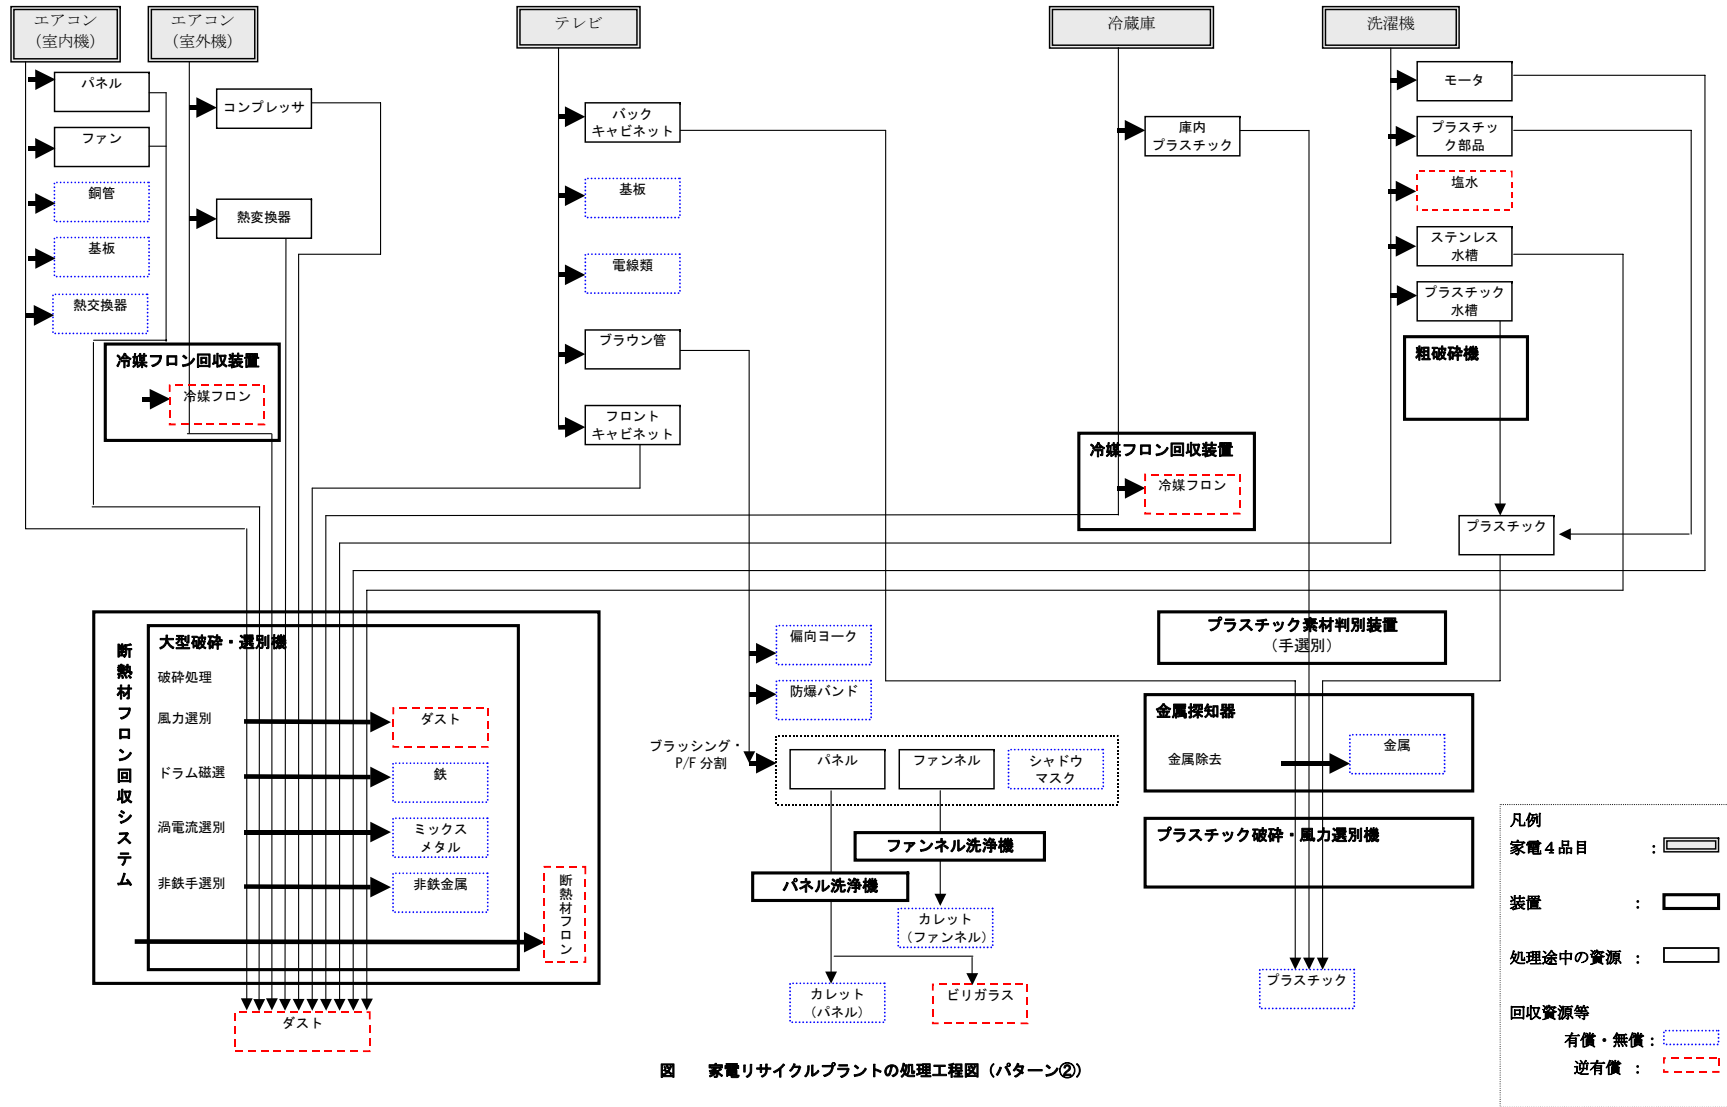 エアコン
（室内機）
エアコン
（室外機）
テレビ
冷蔵庫
洗濯機
パネル
ファン
銅管
基板
熱交換器
コンプレッサ
熱変換器
冷媒フロン回収装置
冷媒フロン
バック
キャビネット
基板
電線類
ブラウン管
フロント
キャビネット
庫内
プラスチック
冷媒フロン回収装置
冷媒フロン
モータ
プラスチッ
ク部品
塩水
ステンレス
水槽
プラスチック
水槽
粗破砕機
プラスチック
断熱材フロン回収システム
大型破砕・選別機
破砕処理
風力選別
ダスト
ドラム磁選
鉄
渦電流選別
ミックス
メタル
非鉄手選別
非鉄金属
断熱材フロン
ダスト
偏向ヨーク
防爆バンド
ブラッシング・
P/F 分割
パネル
ファンネル
シャドウ
マスク
ファンネル洗浄機
パネル洗浄機
カレット
（ファンネル）
カレット
（パネル）
ビリガラス
プラスチック素材判別装置
（手選別）
金属探知器
金属除去
金属
プラスチック破砕・風力選別機
プラスチック
凡例
家電４品目　　　　：
装置　　　　　　：
処理途中の資源　：
回収資源等
有償・無償：
逆有償　：
図　　家電リサイクルプラントの処理工程図（パターン②）